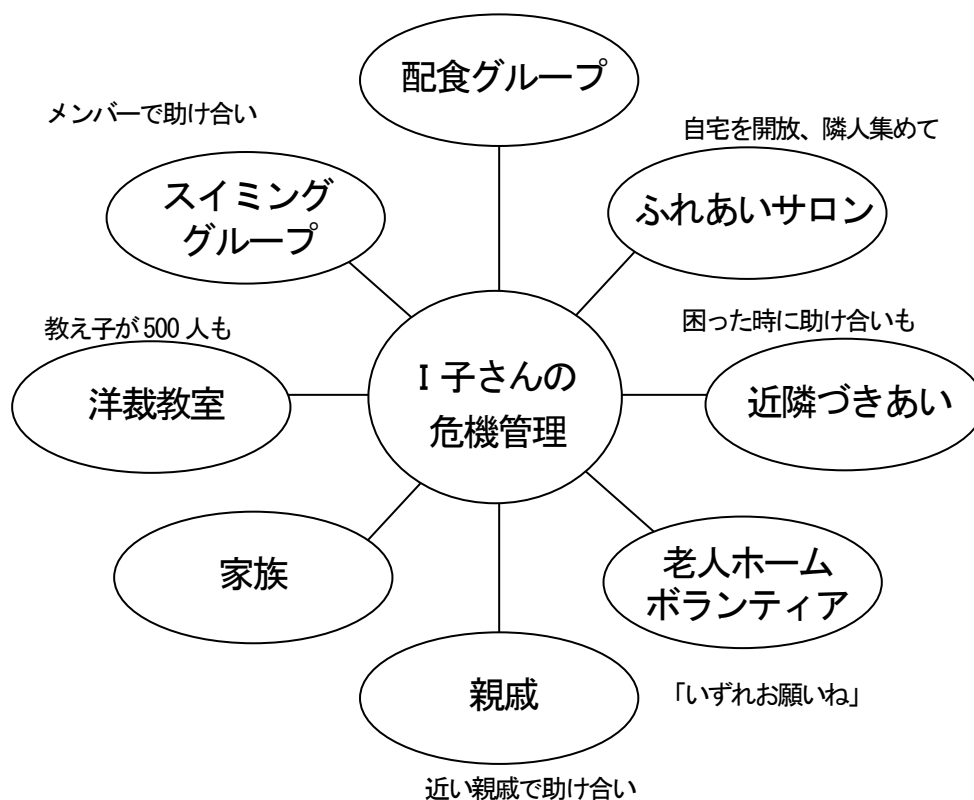 配食グループ
メンバーで助け合い
自宅を開放、隣人集めて
スイミング
グループ
ふれあいサロン
教え子が500人も
困った時に助け合いも
洋裁教室
I子さんの
危機管理
近隣づきあい
家族
老人ホーム
ボランティア
親戚
「いずれお願いね」
近い親戚で助け合い